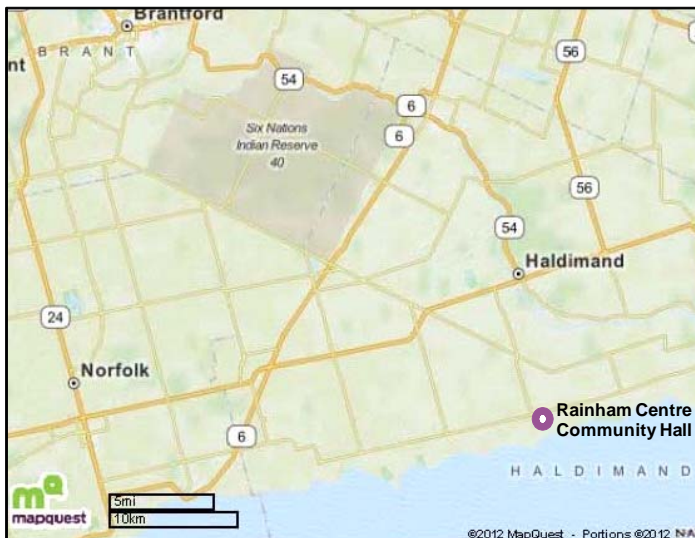 Brantford
BRANT
nt
54
56
6
6
Six Nations
Indian Reserve
40
56
54
Haldimand
24
Norfolk
Rainham Centre
Community Hall
6
HALDIMAND
mapquest
5mi
10km
©2012 MapQuest - Portions ©2012 NA